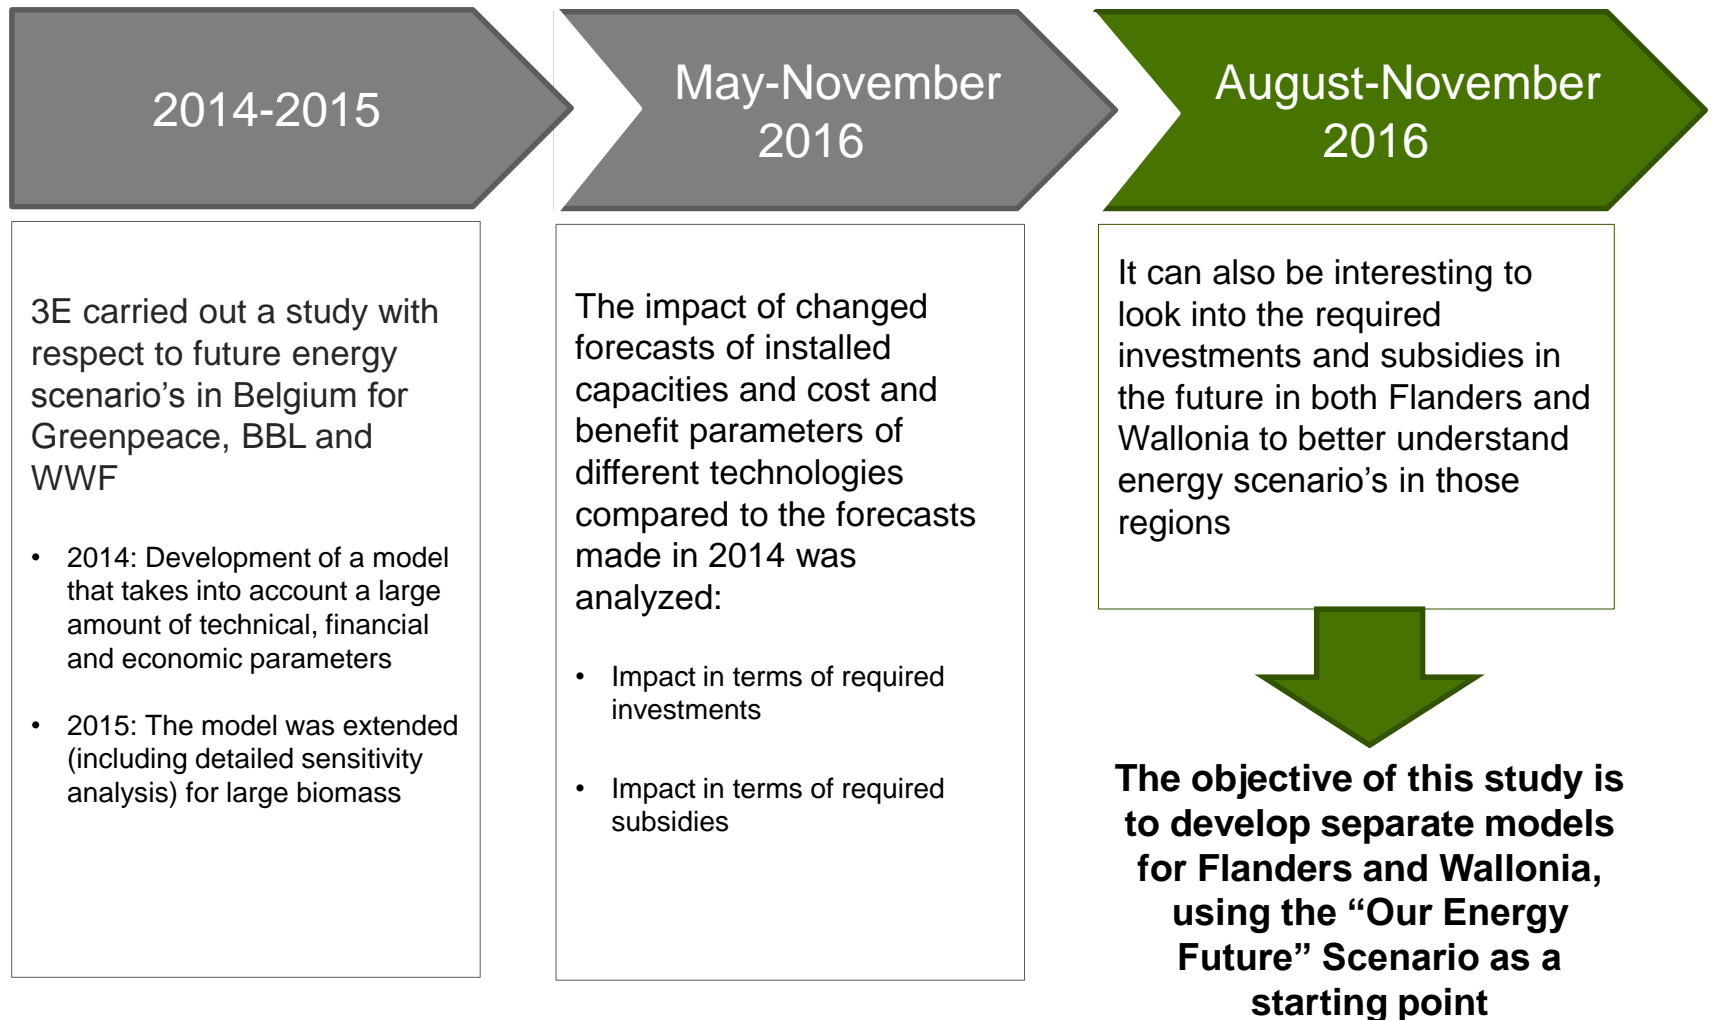 2014-2015
3E carried out a study with
respect to future energy
scenario’s in Belgium for
Greenpeace, BBL and
WWF
• 2014: Development of a model
that takes into account a large
amount of technical, financial
and economic parameters
• 2015: The model was extended
(including detailed sensitivity
analysis) for large biomass
May-November
2016
The impact of changed
forecasts of installed
capacities and cost and
benefit parameters of
different technologies
compared to the forecasts
made in 2014 was
analyzed:
• Impact in terms of required
investments
• Impact in terms of required
subsidies
August-November
2016
It can also be interesting to
look into the required
investments and subsidies in
the future in both Flanders and
Wallonia to better understand
energy scenario’s in those
regions
The objective of this study is
to develop separate models
for Flanders and Wallonia,
using the “Our Energy
Future” Scenario as a
starting point